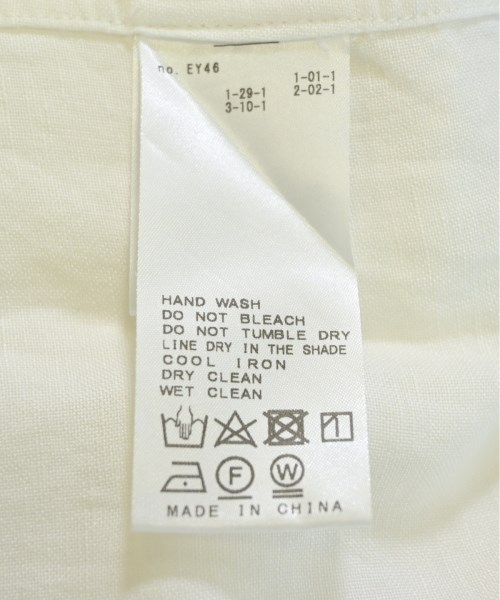 no. EY46
1-01-1
1-29-1 2-02-1
3-10-1
HAND WASH
DO NOT BLEACH
DO NOT TUMBLE DRY
LINE DRY IN THE SHADE
COOL IRON
DRY CLEAN
WET CLEAN
F W
MADE IN CHINA